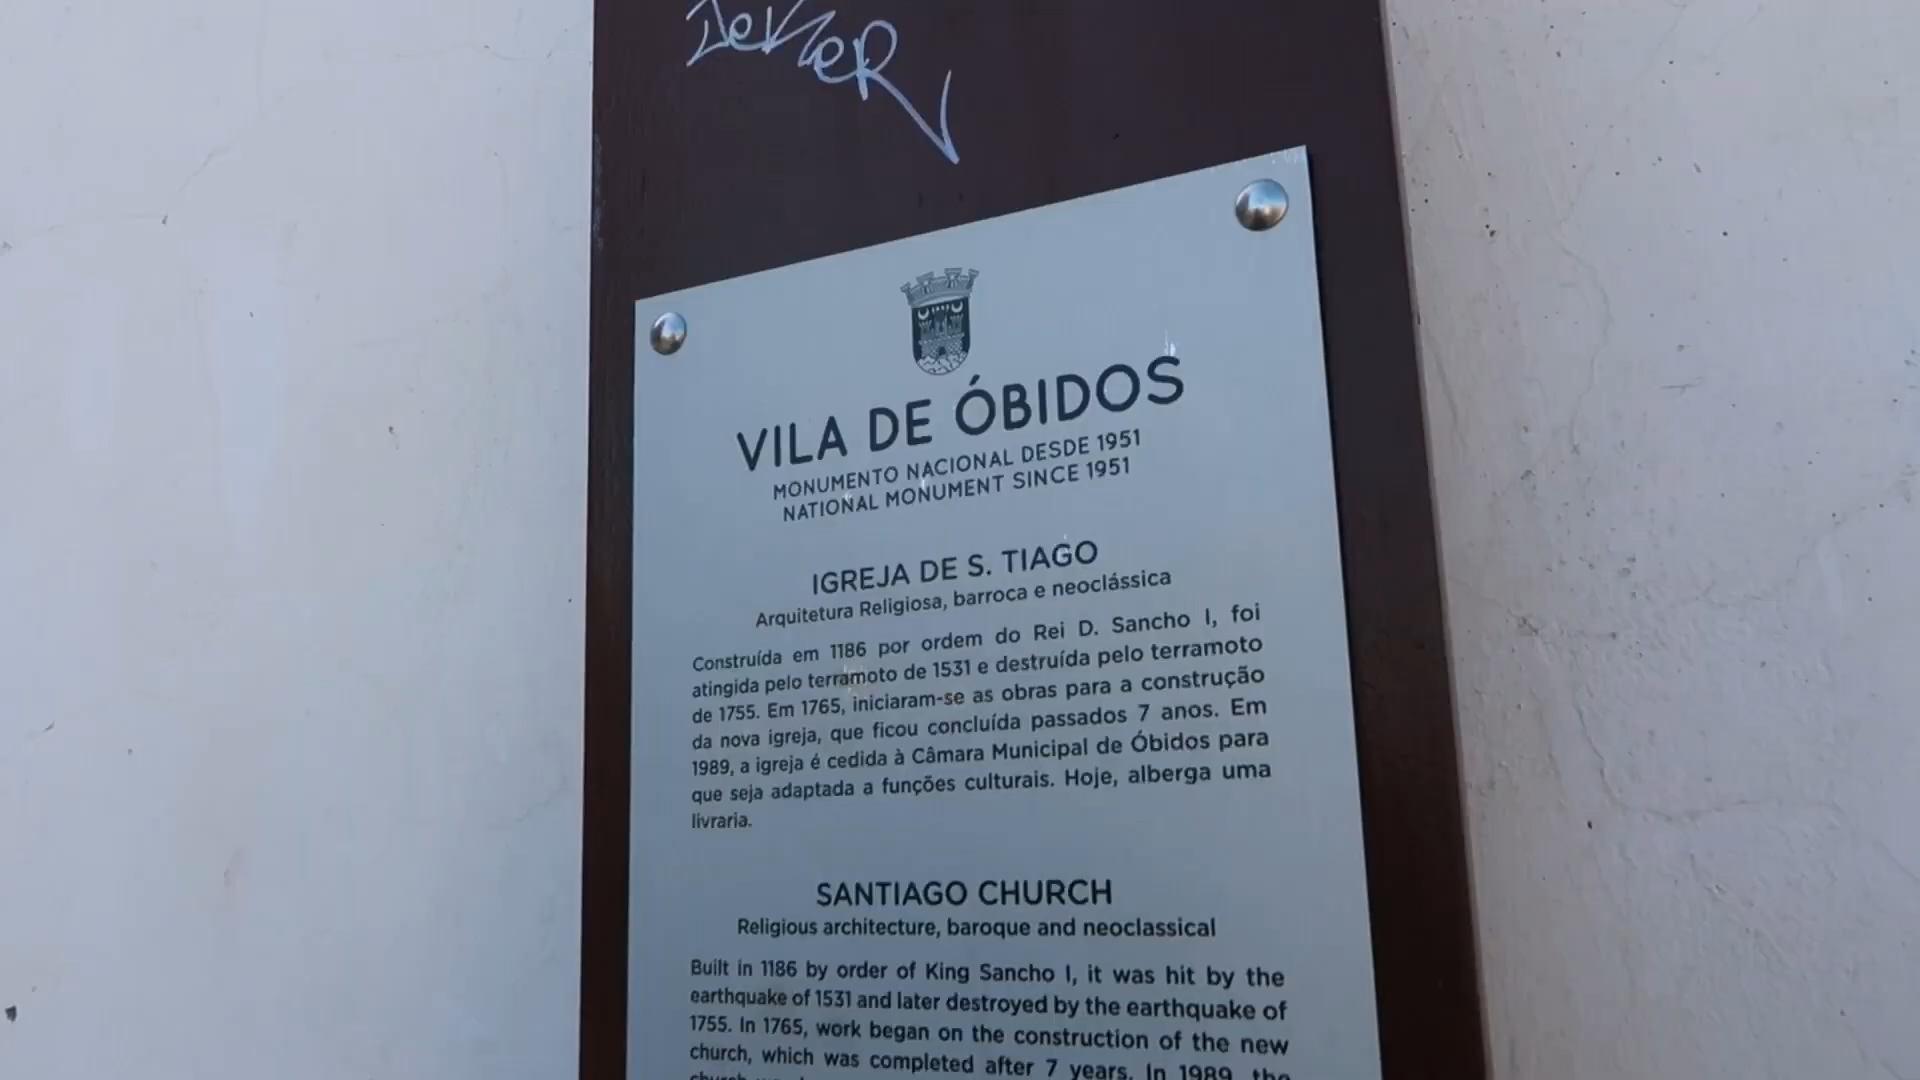 VILA DE ÓBIDOS
MONUMENTO NACIONAL DESDE 1951
NATIONAL MONUMENT SINCE 1951
IGREJA DE S. TIAGO
Arquitetura Religiosa, barroca e neoclássica
Construída em 1186 por ordem do Rei D. Sancho I, foi
atingida pelo terramoto de 1531 e destruída pelo terramoto
de 1755. Em 1765, iniciaram-se as obras para a construção
da nova igreja, que ficou concluída passados 7 anos. Em
1989, a igreja é cedida à Câmara Municipal de Óbidos para
que seja adaptada a funções culturais. Hoje, alberga uma
livraria.
SANTIAGO CHURCH
Religious architecture, baroque and neoclassical
Built in 1186 by order of King Sancho I, it was hit by the
earthquake of 1531 and later destroyed by the earthquake of
1755. In 1765, work began on the construction of the new
church, which was completed after 7 years. In 1989, the
church